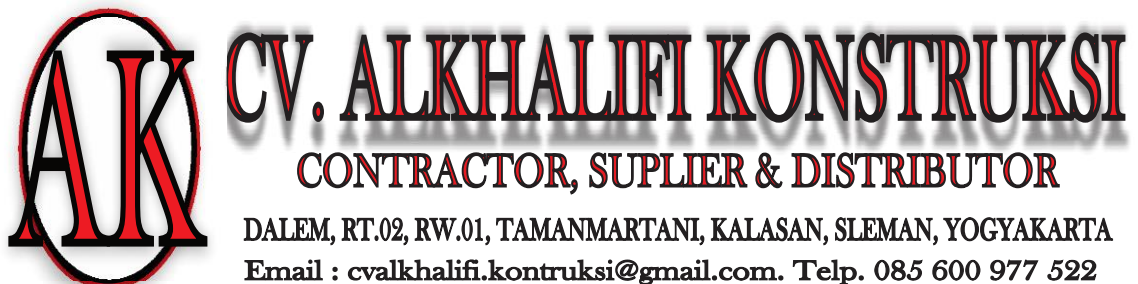 AK
CV. ALKHALIFI KONSTRUKSI
CONTRACTOR, SUPLIER & DISTRIBUTOR
DALEM, RT.02, RW.01, TAMANMARTANI, KALASAN, SLEMAN, YOGYAKARTA
Email : cvalkhalifi.kontruksi@gmail.com. Telp. 085 600 977 522